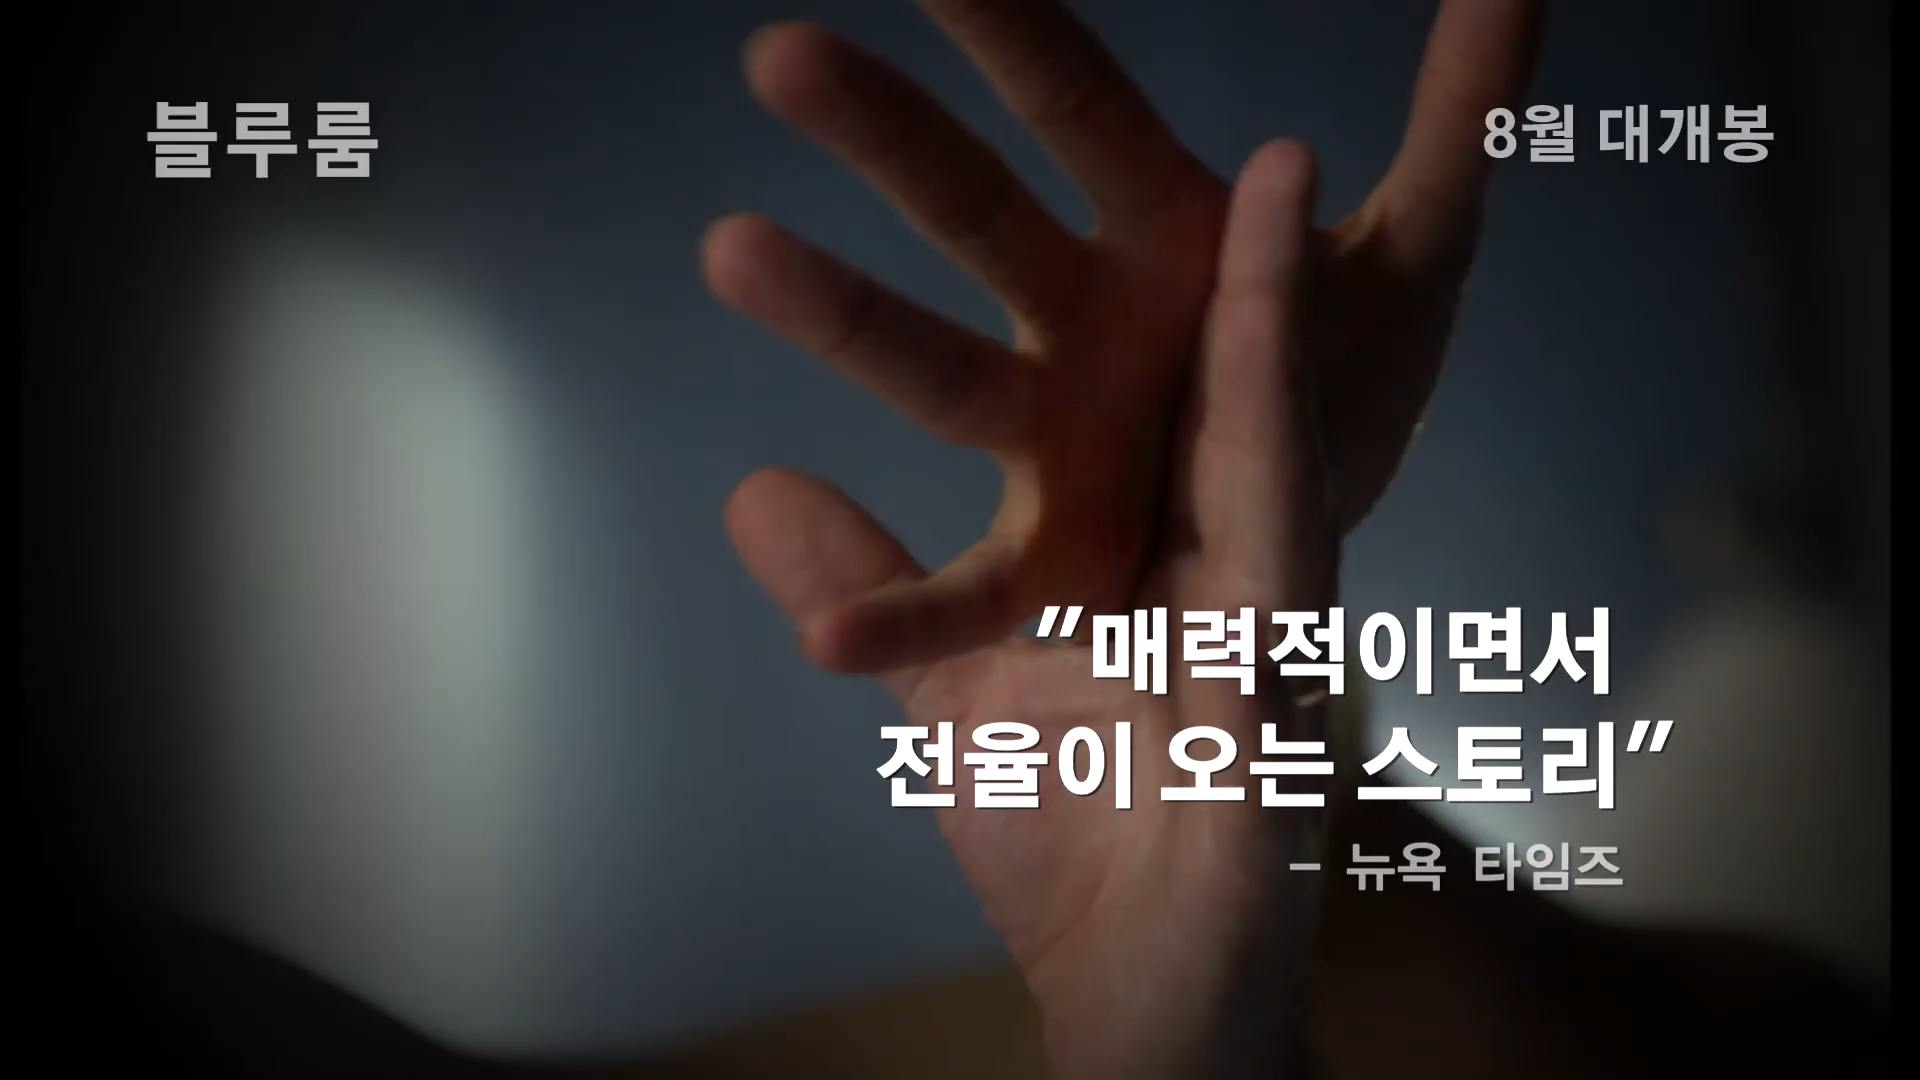 블루룸
8월 대개봉
"매력적이면서
전율이 오는 스토리"
- 뉴욕 타임즈